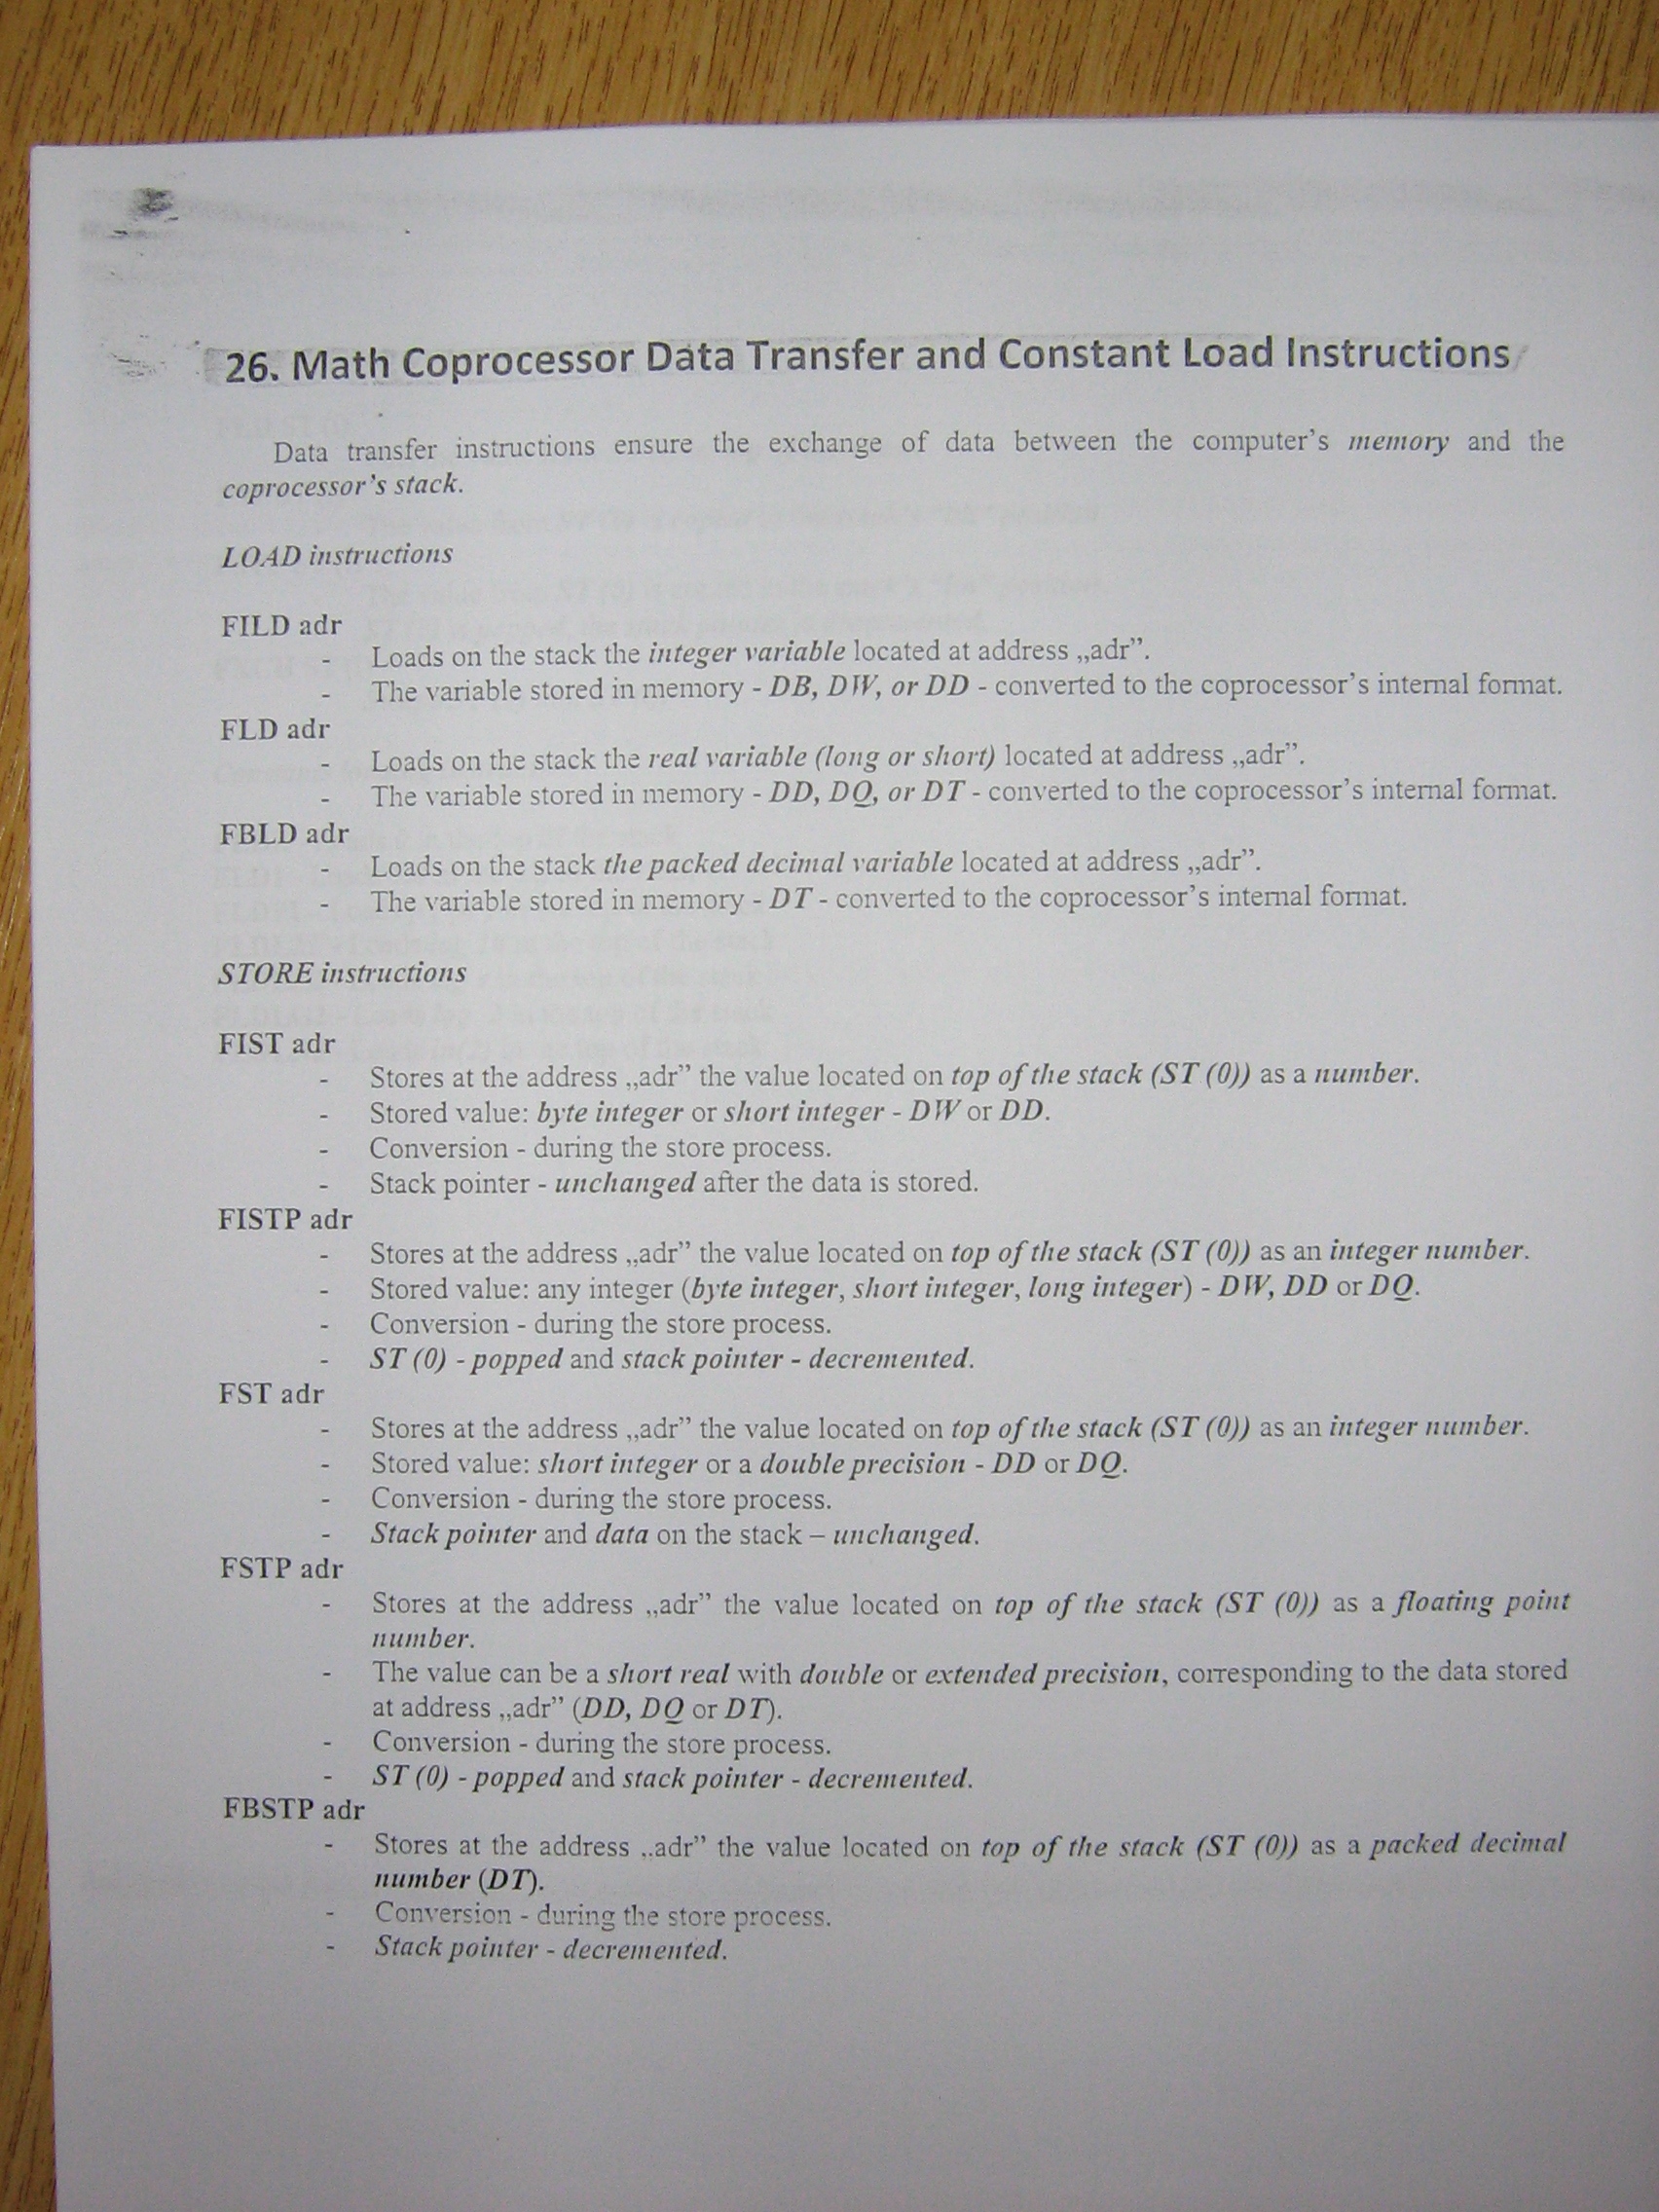 26. Math Coprocessor Data Transfer and Constant Load Instructions
Data transfer instructions ensure the exchange of data between the computer's memory and the
coprocessor's stack.
LOAD instructions
FILD adr
- Loads on the stack the integer variable located at address „adr”.
- The variable stored in memory - DB, DW, or DD - converted to the coprocessor's internal format.
FLD adr
- Loads on the stack the real variable (long or short) located at address „adr”.
- The variable stored in memory - DD, DQ, or DT - converted to the coprocessor's internal format.
FBLD adr
- Loads on the stack the packed decimal variable located at address „adr”.
- The variable stored in memory - DT - converted to the coprocessor's internal format.
STORE instructions
FIST adr
- Stores at the address „adr” the value located on top of the stack (ST (0)) as a number.
- Stored value: byte integer or short integer - DW or DD.
- Conversion - during the store process.
- Stack pointer - unchanged after the data is stored.
FISTP adr
- Stores at the address „adr” the value located on top of the stack (ST (0)) as an integer number.
- Stored value: any integer (byte integer, short integer, long integer) - DW, DD or DQ.
- Conversion - during the store process.
- ST (0) - popped and stack pointer - decremented.
FST adr
- Stores at the address „adr” the value located on top of the stack (ST (0)) as an integer number.
- Stored value: short integer or a double precision - DD or DQ.
- Conversion - during the store process.
- Stack pointer and data on the stack – unchanged.
FSTP adr
- Stores at the address „adr” the value located on top of the stack (ST (0)) as a floating point
number.
- The value can be a short real with double or extended precision, corresponding to the data stored
at address „adr” (DD, DQ or DT).
- Conversion - during the store process.
- ST (0) - popped and stack pointer - decremented.
FBSTP adr
- Stores at the address „adr” the value located on top of the stack (ST (0)) as a packed decimal
number (DT).
- Conversion - during the store process.
- Stack pointer - decremented.